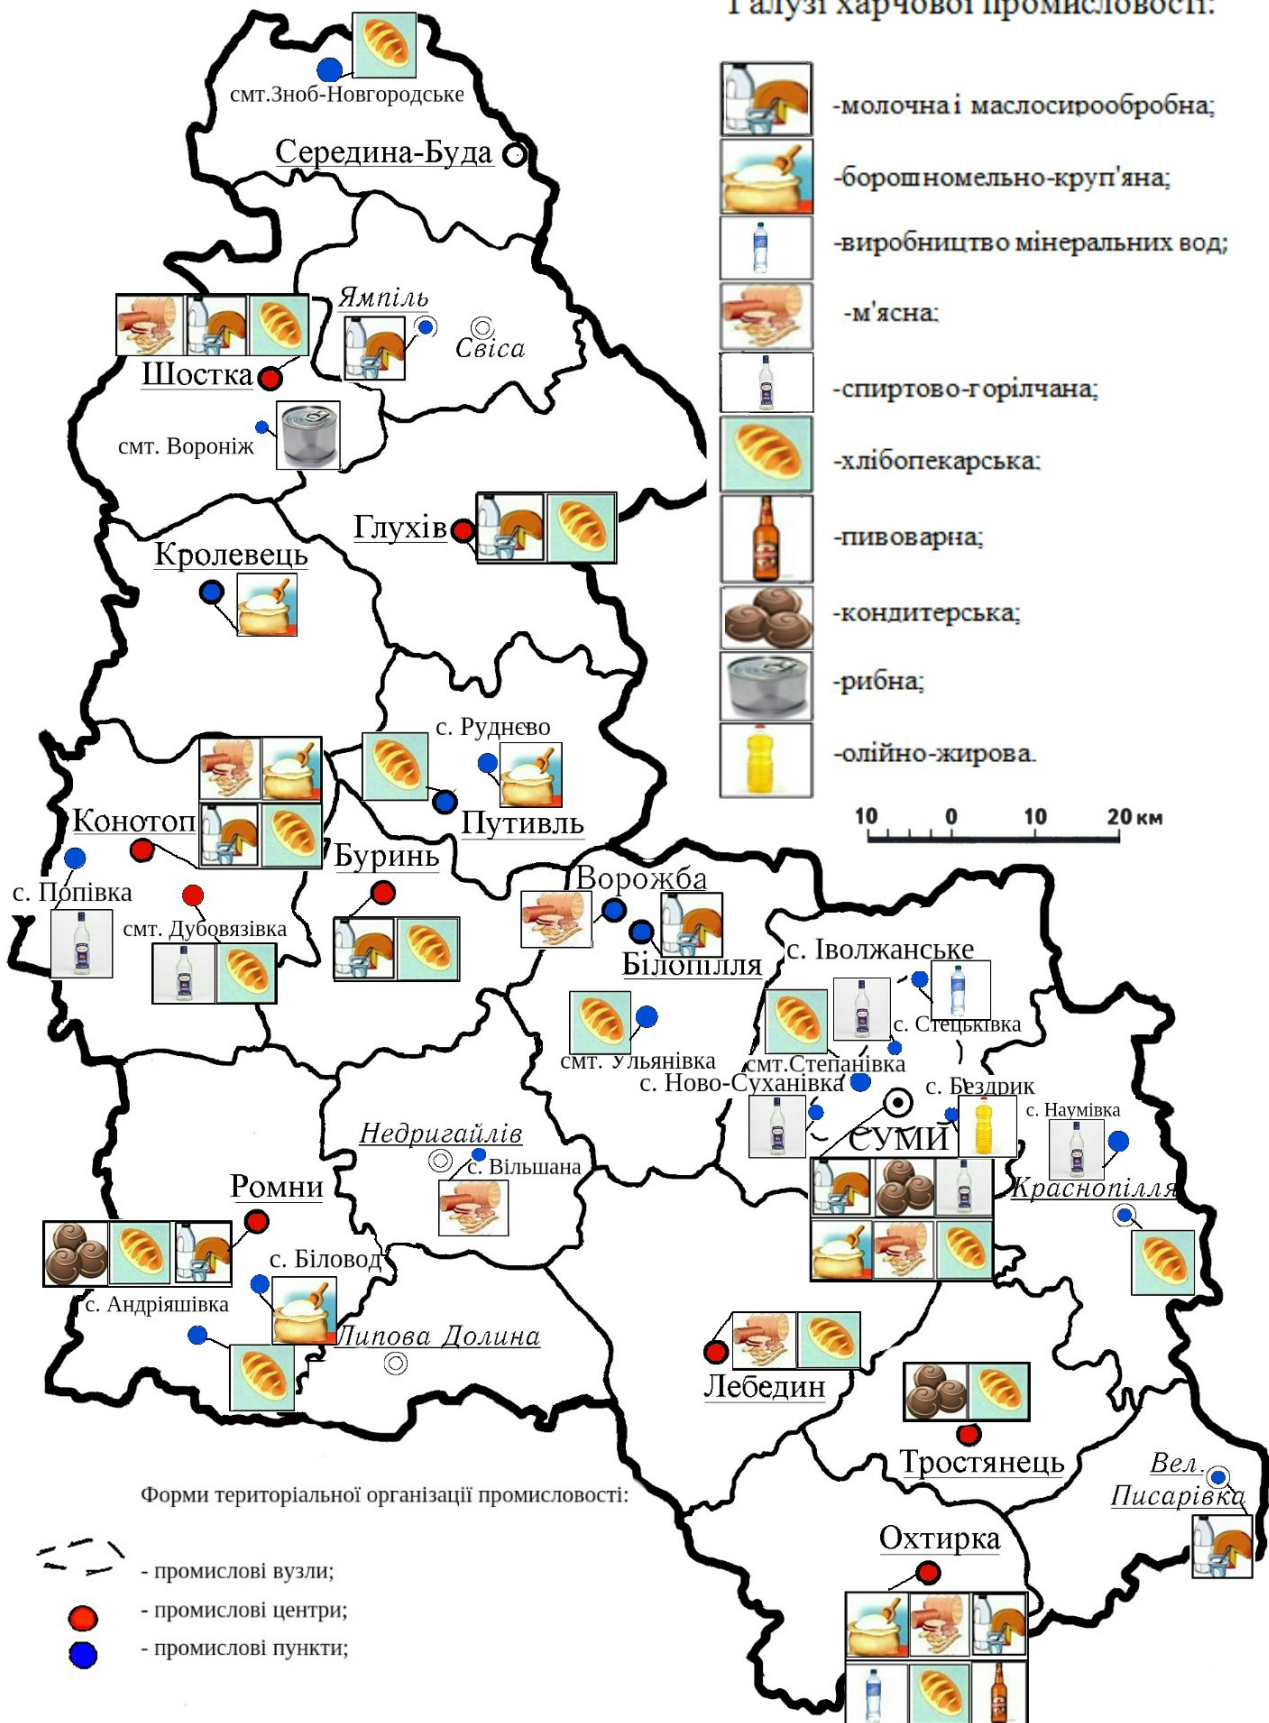 Галузі харчової промисловості:
смт.Зноб-Новгородське
Середина-Буда
-молочна і маслосирообробна;
-борошномельно-круп'яна;
-виробництво мінеральних вод;
-м'ясна;
-спиртово-горілчана;
-хлібопекарська;
-пивоварна;
-кондитерська;
-рибна;
-олійно-жирова.
10 0 10 20 км
Ямпіль
Свіса
Шостка
смт. Вороніж
Глухів
Кролевець
с. Руднєво
Путивль
Конотоп
Буринь
с. Попівка
смт. Дубовязівка
Ворожба
Білопілля
с. Іволжанське
с. Стецьківка
смт. Ульянівка
смт.Степанівка
с. Ново-Суханівка
с. Бездрик
СУМИ
с. Наумівка
Краснопілля
Недригайлів
с. Вільшана
Ромни
с. Біловод
с. Андріяшівка
Липова Долина
Лебедин
Тростянець
Вел.
Писарівка
Охтирка
Форми територіальної організації промисловості:
- промислові вузли;
- промислові центри;
- промислові пункти;